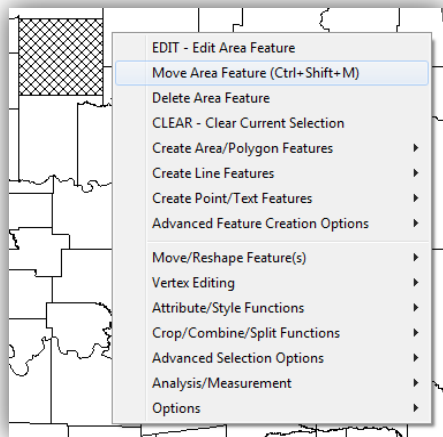 EDIT - Edit Area Feature
Move Area Feature (Ctrl+Shift+M)
Delete Area Feature
CLEAR - Clear Current Selection
Create Area/Polygon Features
Create Line Features
Create Point/Text Features
Advanced Feature Creation Options
Move/Reshape Feature(s)
Vertex Editing
Attribute/Style Functions
Crop/Combine/Split Functions
Advanced Selection Options
Analysis/Measurement
Options